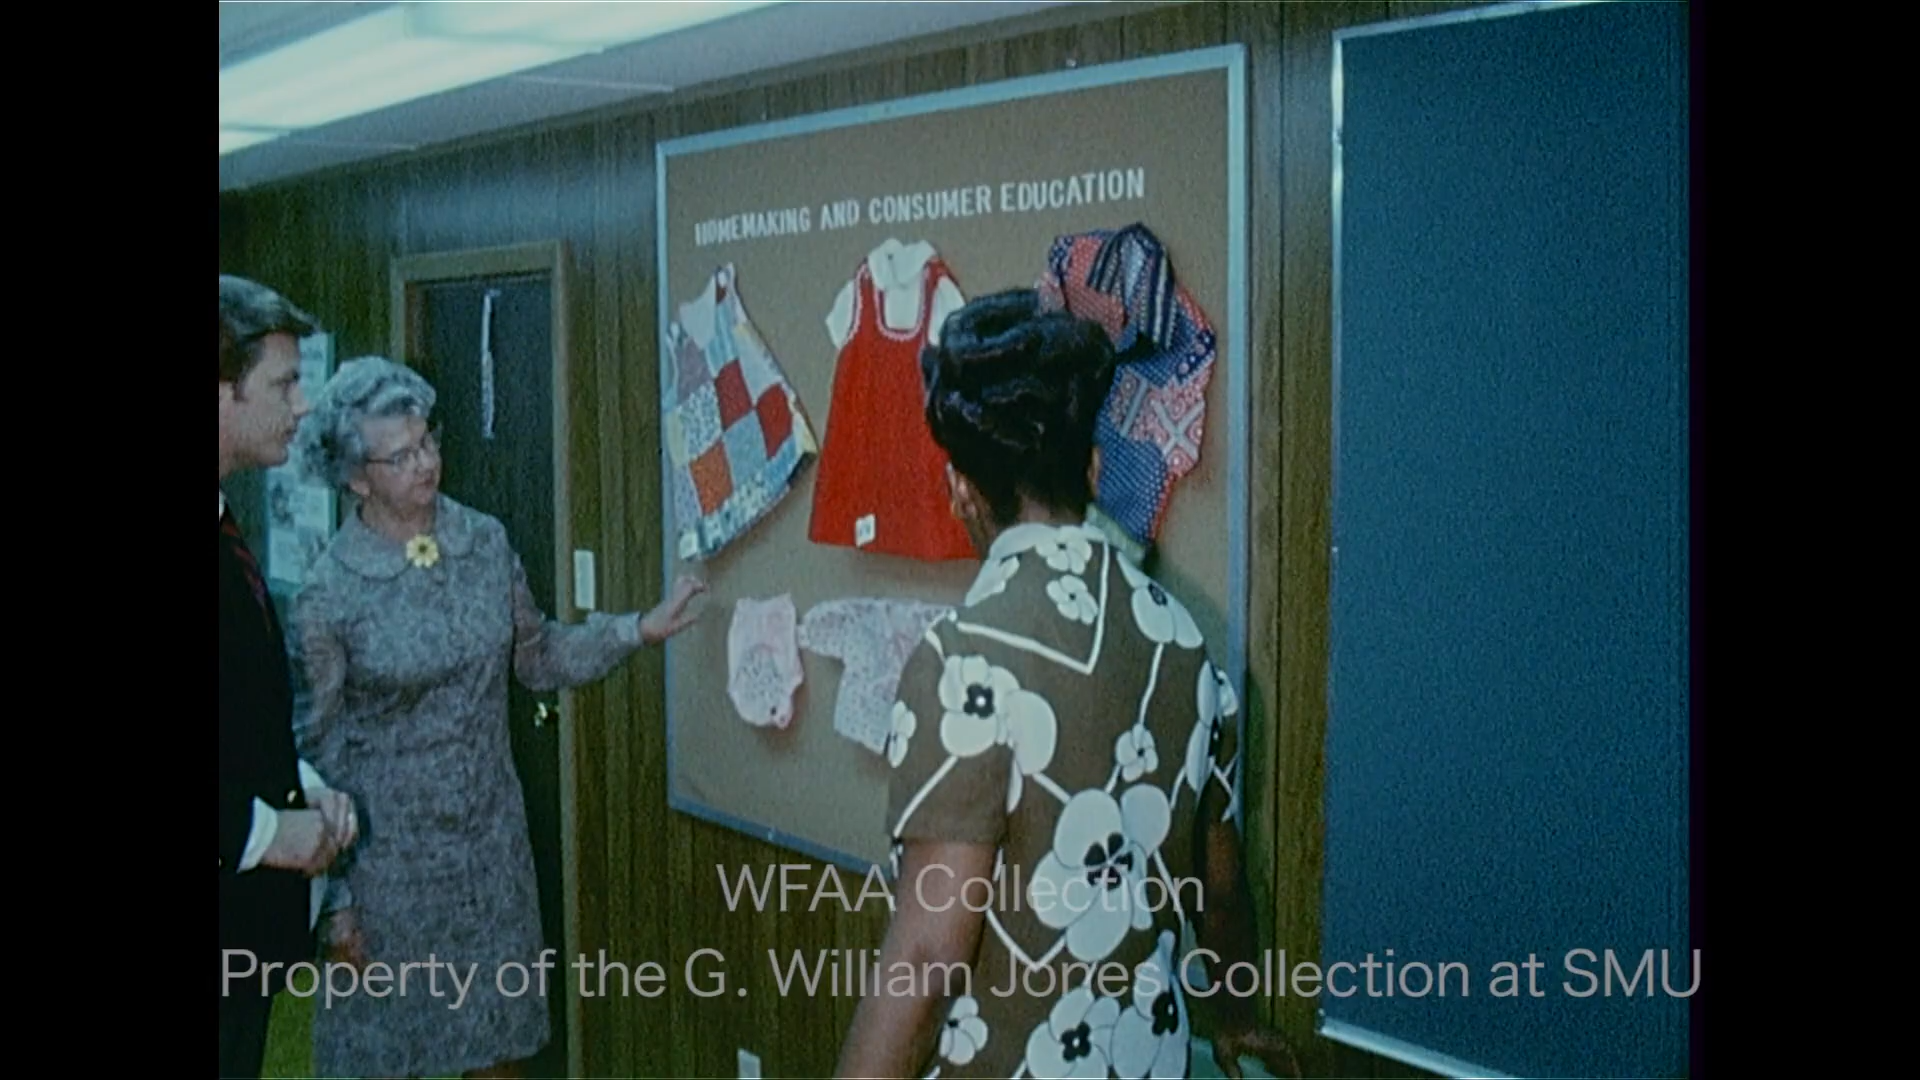 HOMEMAKING AND CONSUMER EDUCATION
WFAA Collection
Property of the G. William Jones Collection at SMU